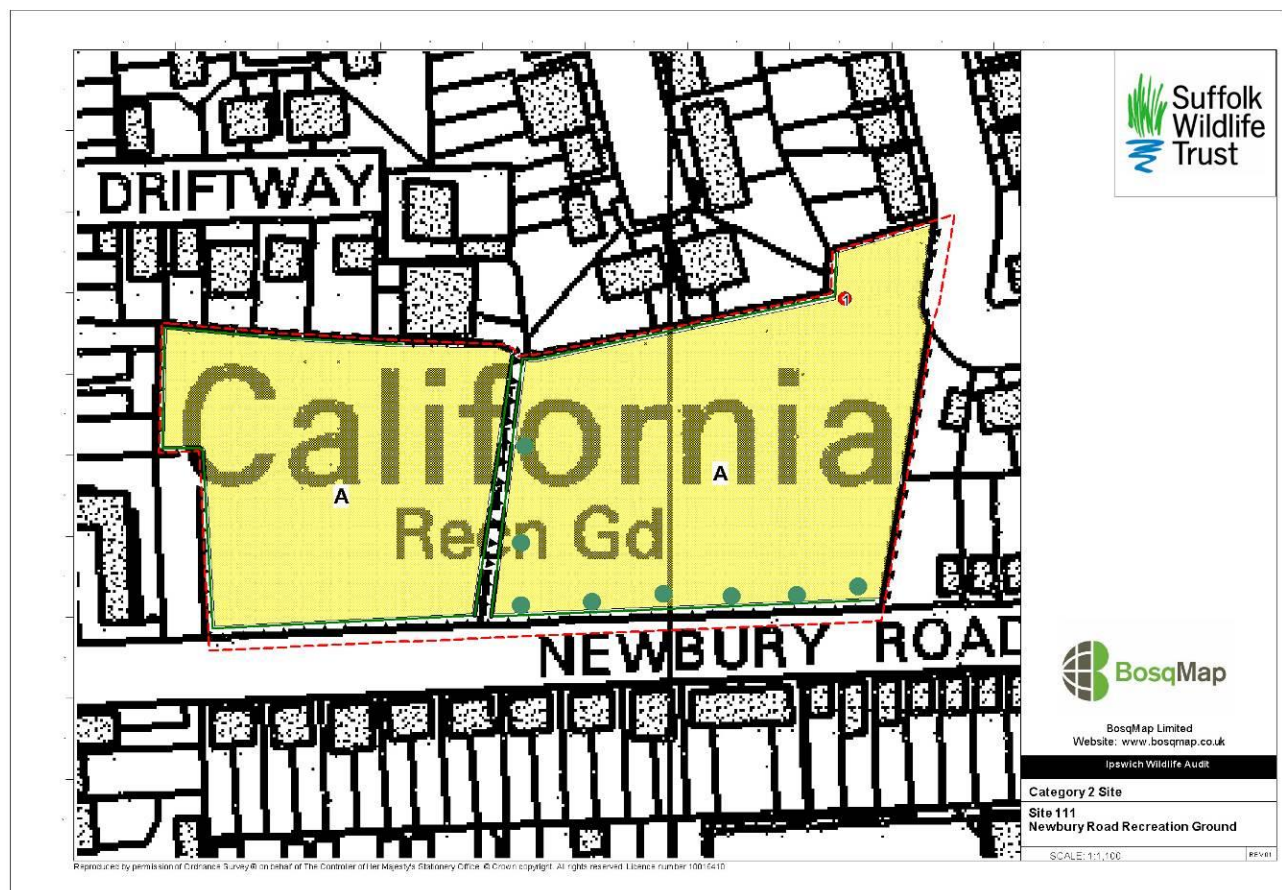 DRIFTWAY
California
Recn Gd
A
A
1
NEWBURY ROAD
Suffolk
Wildlife
Trust
BosqMap
BosqMap Limited
Website: www.bosqmap.co.uk
Ipswich Wildlife Audit
Category 2 Site
Site 111
Newbury Road Recreation Ground
SCALE: 1:1,100
REV:01
Reproduced by permission of Ordnance Survey ® on behalf of The Controller of Her Majesty's Stationery Office. © Crown copyright. All rights reserved. Licence number 10016410